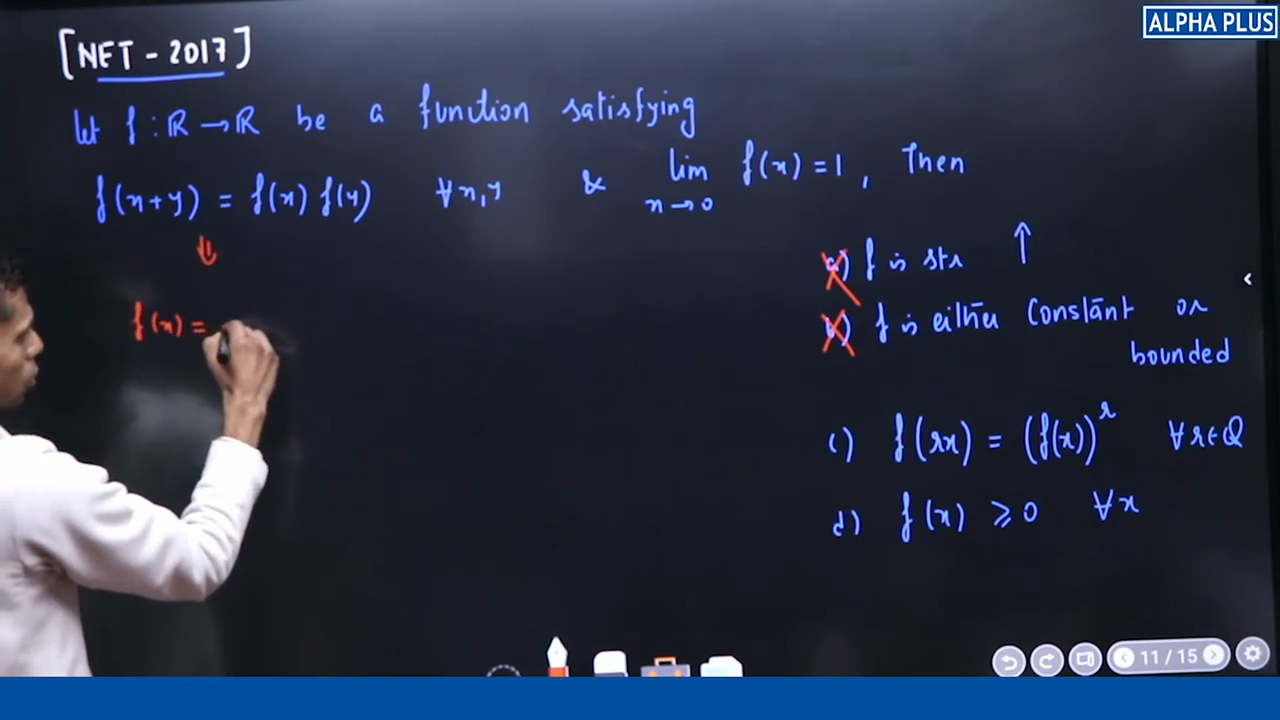 ALPHA PLUS
[NET - 2017]
let f : ℝ → ℝ be a function satisfying
f(x+y) = f(x) f(y) ∀x,y & lim x→0 f(x) = 1, Then
⇓
f(x) =
a) f is str ↑
b) f is either Constant or
bounded
c) f(rx) = (f(x))^r ∀ r∈Q
d) f(x) ⩾ 0 ∀x
11 / 15